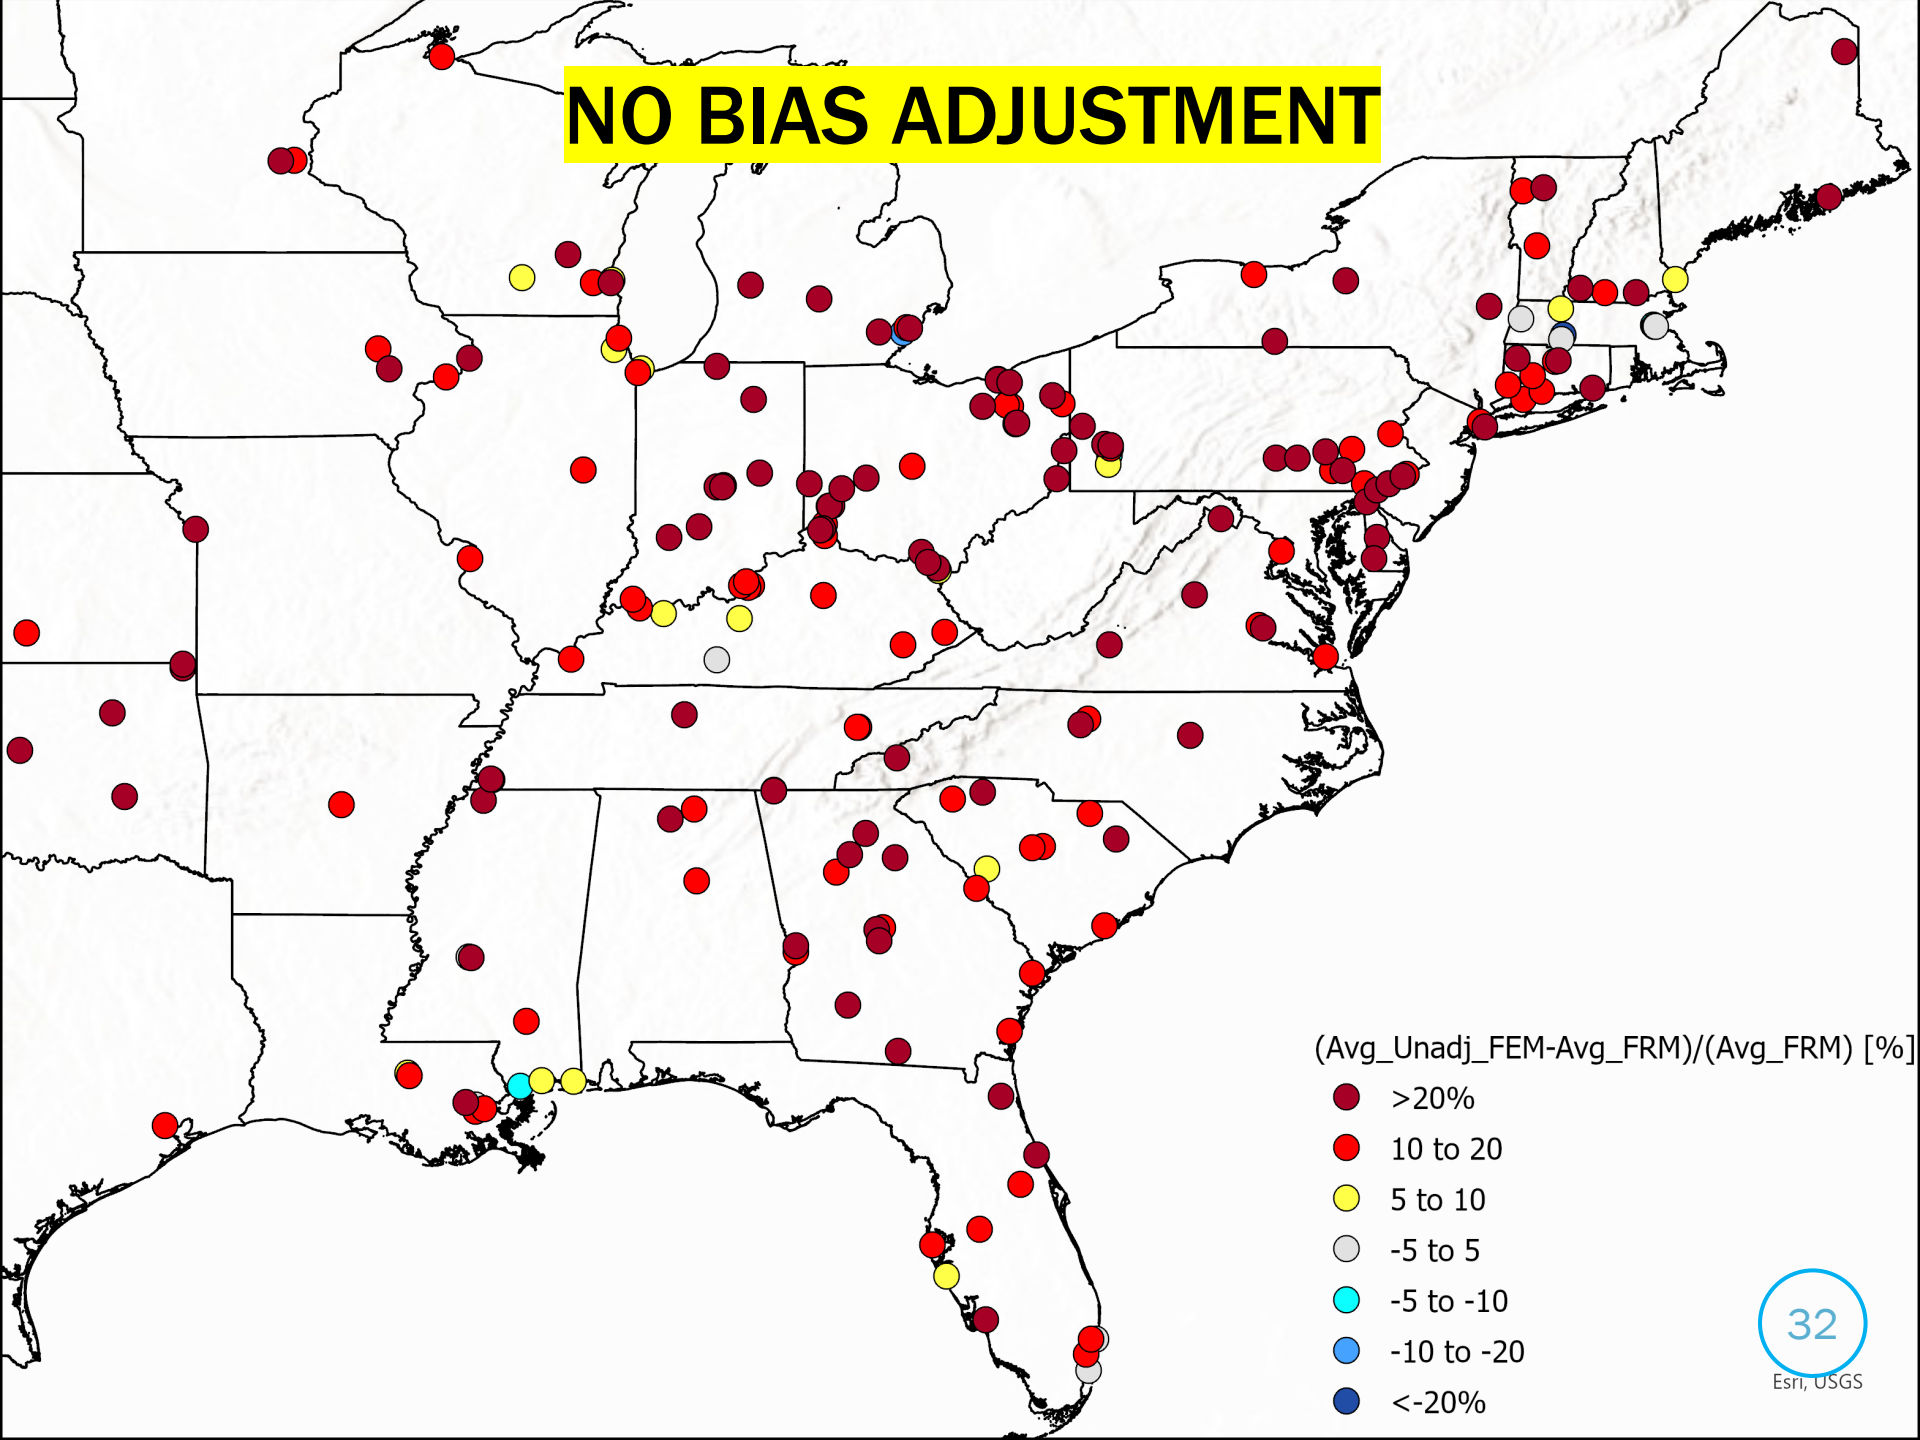 NO BIAS ADJUSTMENT
(Avg_Unadj_FEM-Avg_FRM)/(Avg_FRM) [%]
>20%
10 to 20
5 to 10
-5 to 5
-5 to -10
-10 to -20
<-20%
32
Esri, USGS